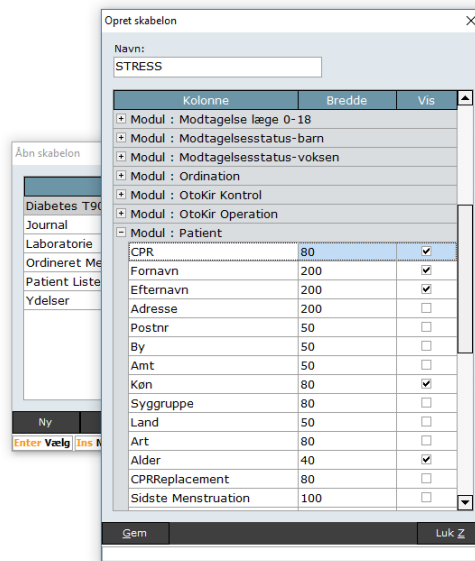 Opret skabelon
Navn:
STRESS
Kolonne Bredde Vis
Modul : Modtagelse læge 0-18
Modul : Modtagelsesstatus-barn
Modul : Modtagelsesstatus-voksen
Modul : Ordination
Modul : OtoKir Kontrol
Modul : OtoKir Operation
Modul : Patient
CPR 80
Fornavn 200
Efternavn 200
Adresse 200
Postnr 50
By 50
Amt 50
Køn 80
Syggruppe 80
Land 50
Art 80
Alder 40
CPRReplacement 80
Sidste Menstruation 100
Gem Luk Z
Åbn skabelon
Diabetes
Journal
Laboratorie
Ordineret
Patient Liste
Ydelser
Ny
Enter Vælg Ins